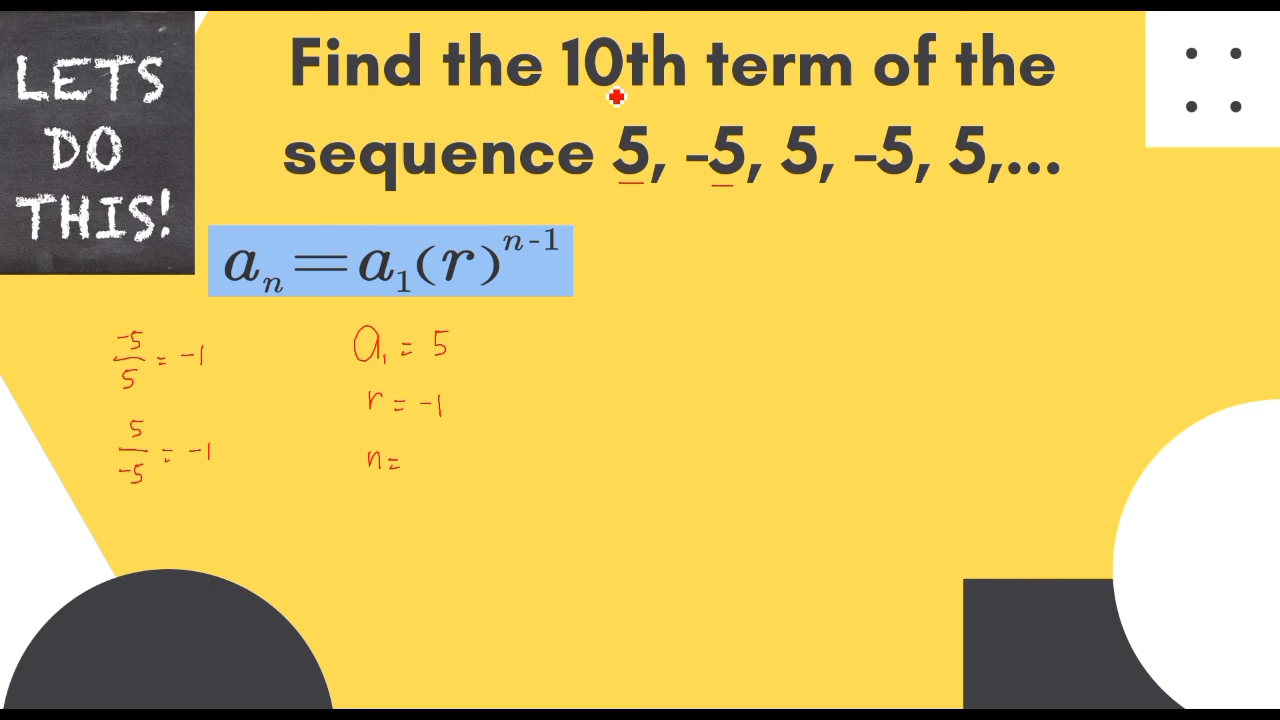 LETS
DO
THIS!
Find the 10th term of the
sequence 5, -5, 5, -5, 5,...
aₙ=a₁(r)ⁿ⁻¹
-5/5 = -1
5/-5 = -1
a₁ = 5
r = -1
n =